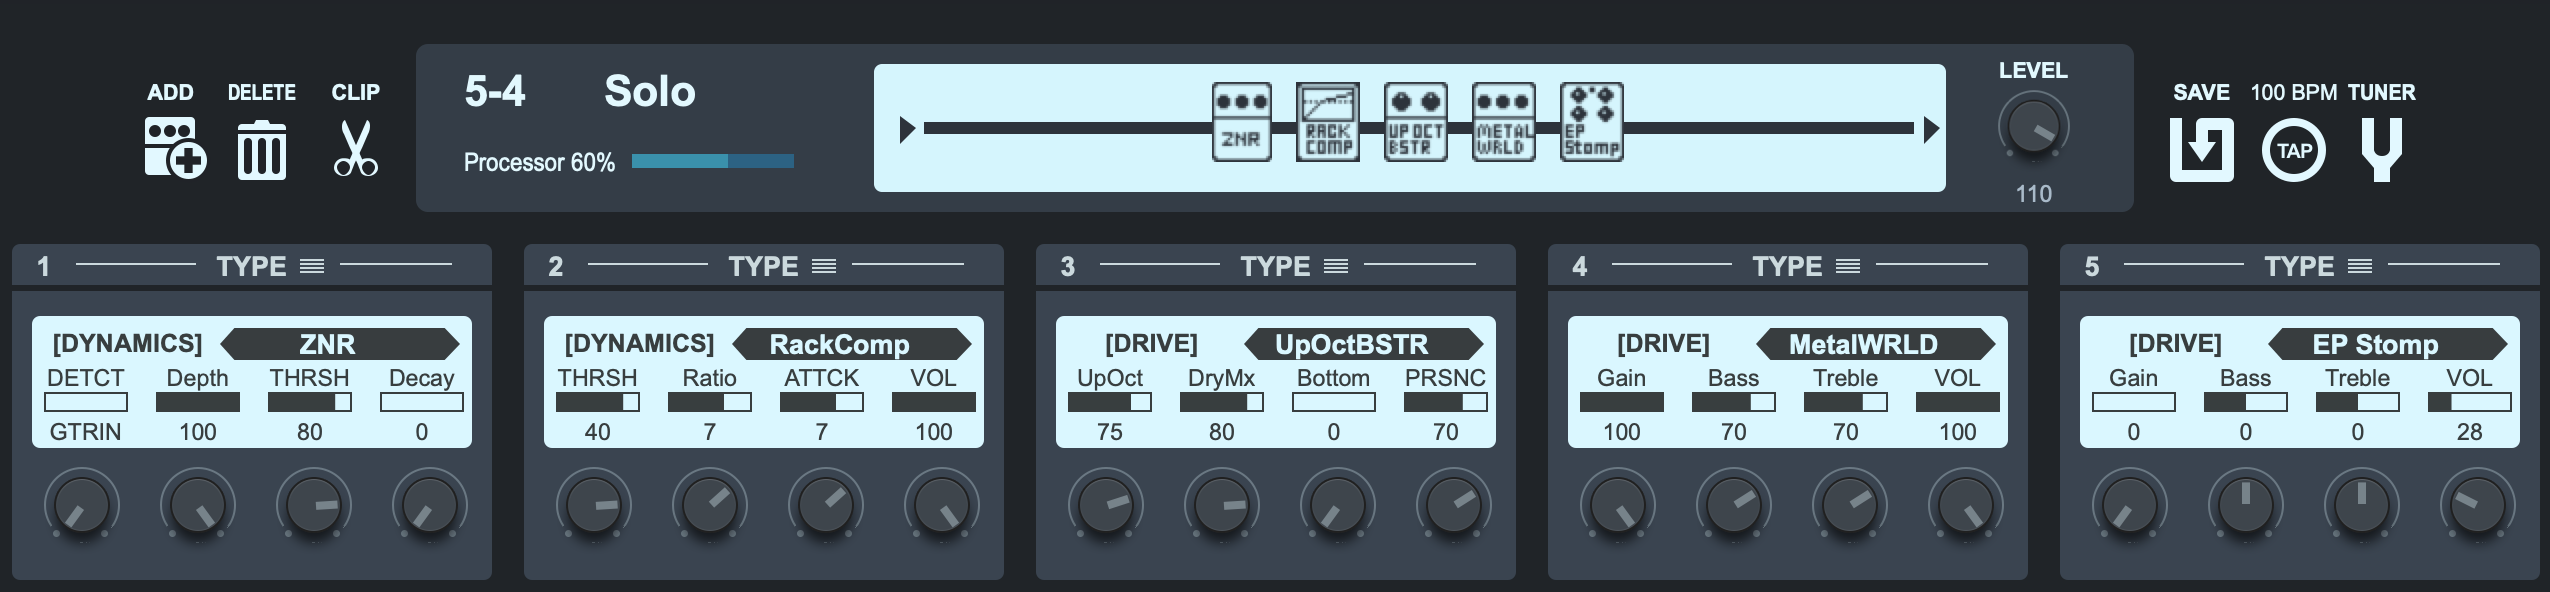 ADD DELETE CLIP
5-4 Solo
Processor 60%
ZNR
RACK COMP
UP OCT BSTR
METAL WRLD
EP Stomp
LEVEL
110
SAVE 100 BPM TUNER
TAP
1 TYPE
[DYNAMICS] ZNR
DETCT Depth THRSH Decay
GTRIN 100 80 0
2 TYPE
[DYNAMICS] RackComp
THRSH Ratio ATTCK VOL
40 7 7 100
3 TYPE
[DRIVE] UpOctBSTR
UpOct DryMx Bottom PRSNC
75 80 0 70
4 TYPE
[DRIVE] MetalWRLD
Gain Bass Treble VOL
100 70 70 100
5 TYPE
[DRIVE] EP Stomp
Gain Bass Treble VOL
0 0 0 28